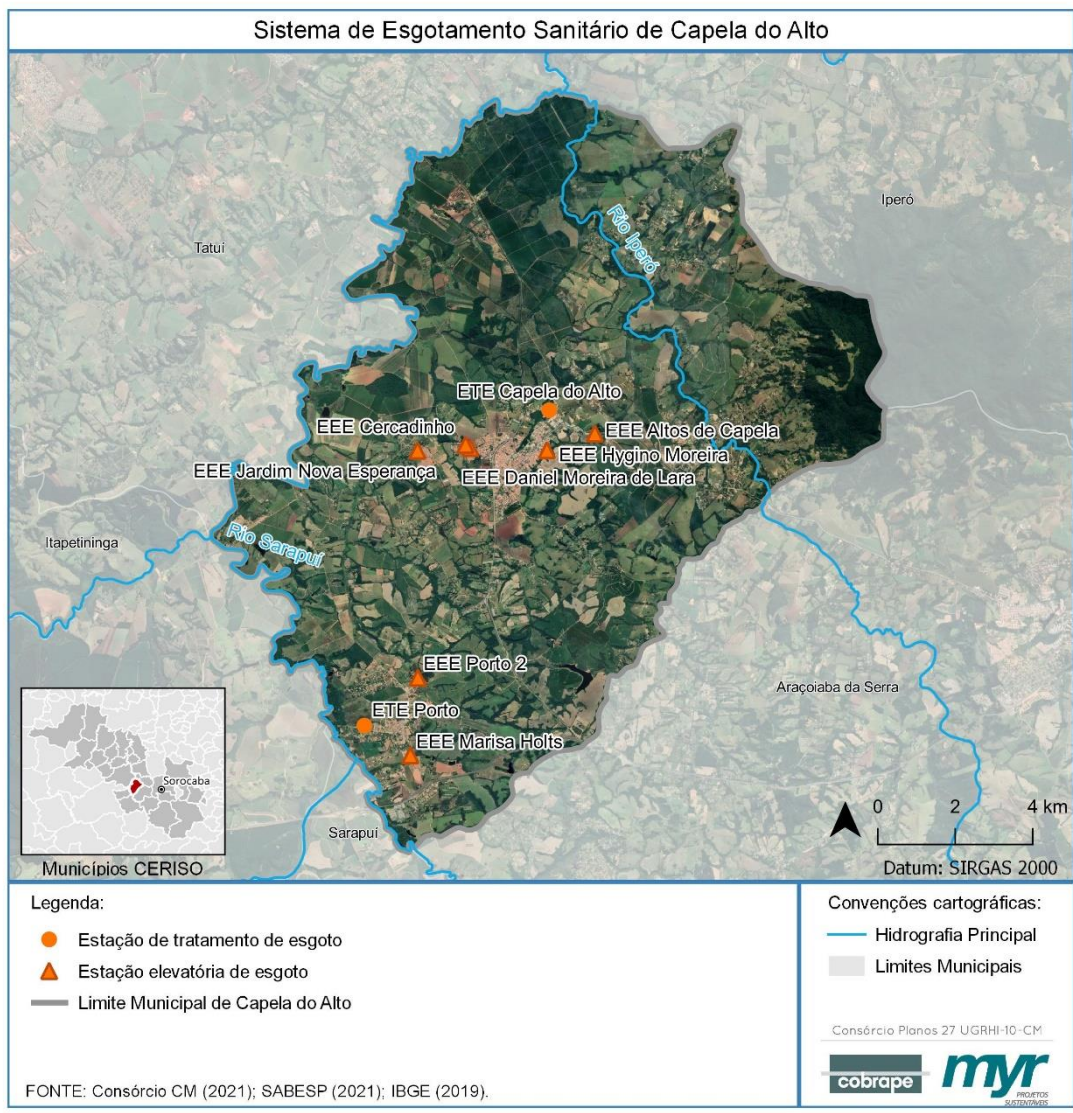 Sistema de Esgotamento Sanitário de Capela do Alto
Iperó
Rio Iperó
Tatuí
ETE Capela do Alto
EEE Cercadinho
EEE Altos de Capela
EEE Hygino Moreira
EEE Jardim Nova Esperança
EEE Daniel Moreira de Lara
Rio Sarapuí
Itapetininga
EEE Porto 2
Araçoiaba da Serra
ETE Porto
EEE Marisa Holts
Sorocaba
Sarapuí
Municípios CERISO
0 2 4 km
Datum: SIRGAS 2000
Legenda:
Estação de tratamento de esgoto
Estação elevatória de esgoto
Limite Municipal de Capela do Alto
FONTE: Consórcio CM (2021); SABESP (2021); IBGE (2019).
Convenções cartográficas:
Hidrografia Principal
Limites Municipais
Consórcio Planos 27 UGRHI-10-CM
cobrape
myr
PROJETOS
SUSTENTÁVEIS